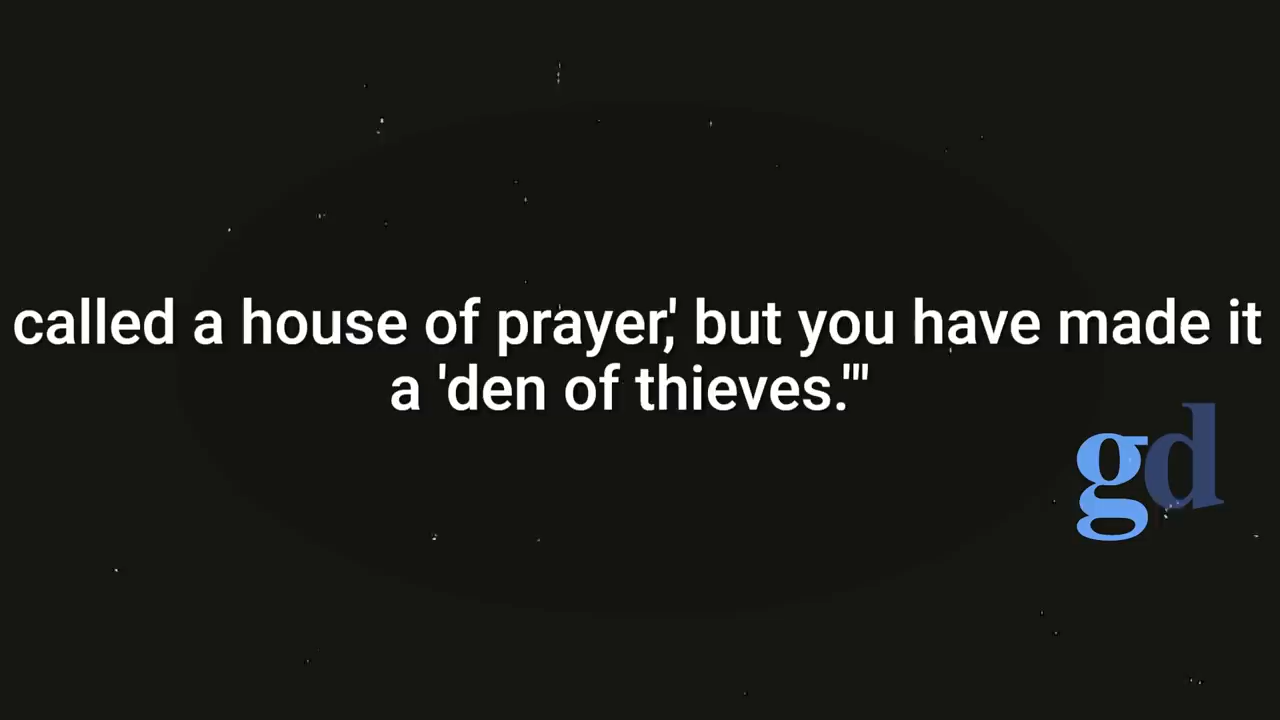 called a house of prayer,' but you have made it
a 'den of thieves.'"
gd